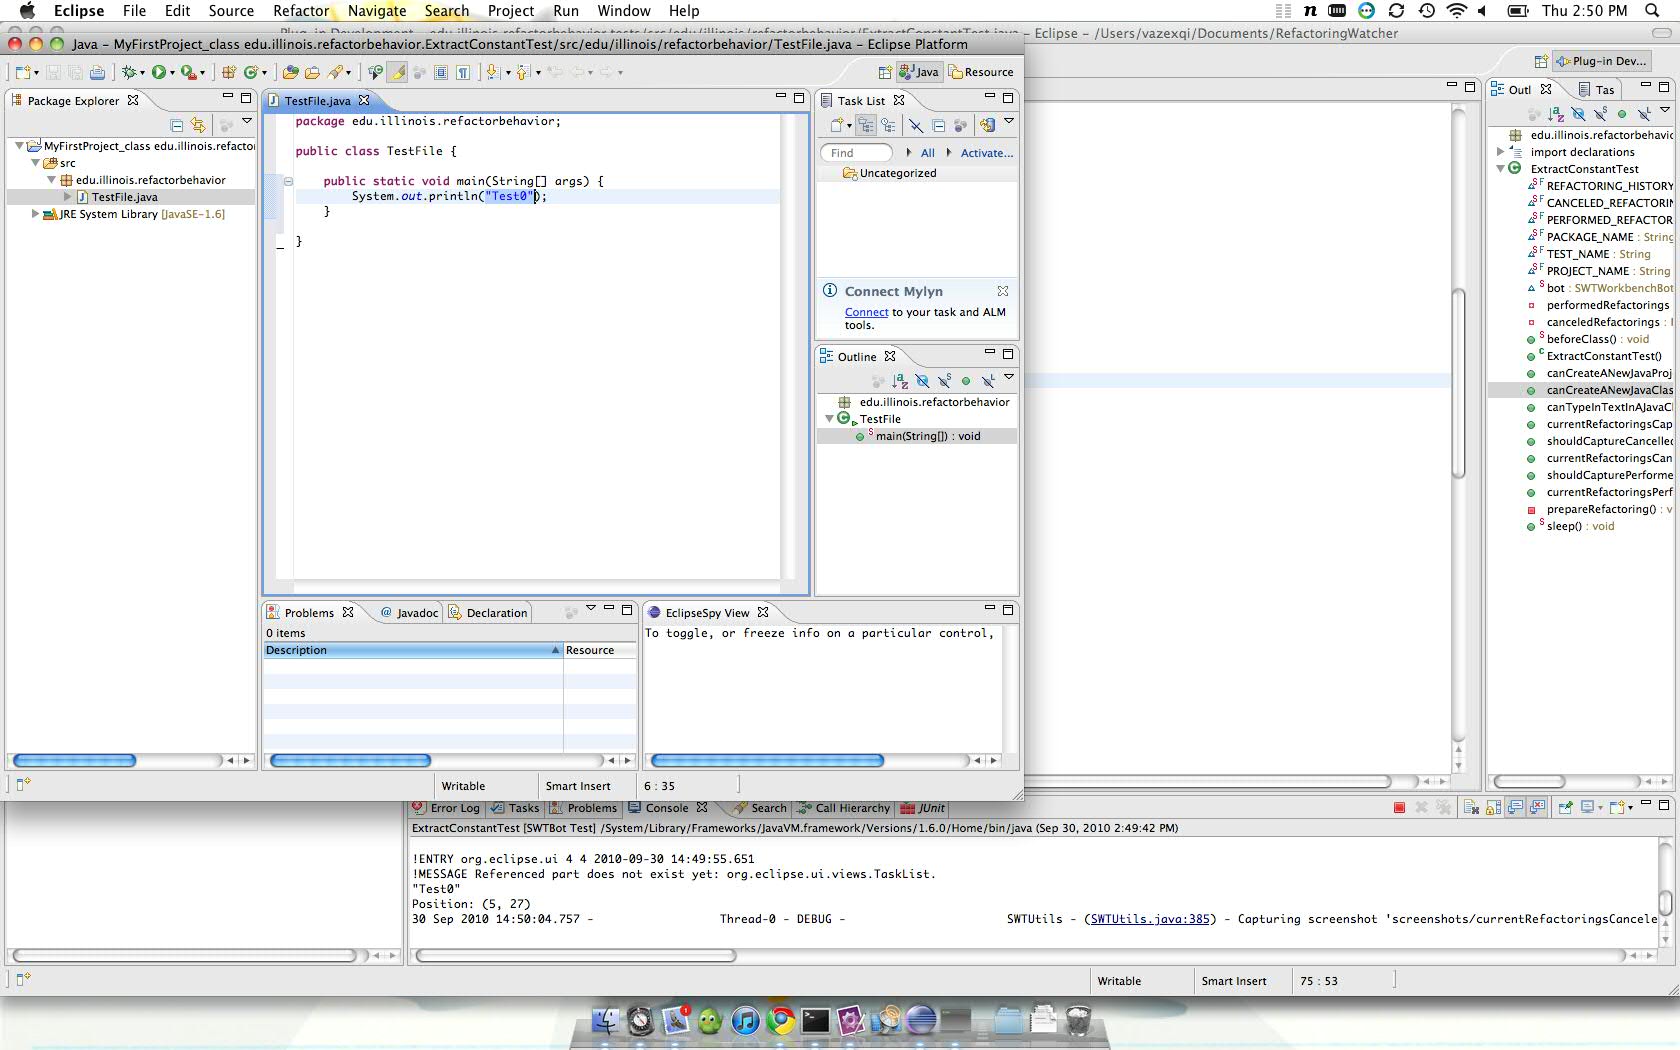 Eclipse File Edit Source Refactor Navigate Search Project Run Window Help
Thu 2:50 PM
- Eclipse - /Users/vazexqi/Documents/RefactoringWatcher
Java - MyFirstProject_class edu.illinois.refactorbehavior.ExtractConstantTest/src/edu/illinois/refactorbehavior/TestFile.java - Eclipse Platform
Java Resource
Plug-in Dev...
Package Explorer
MyFirstProject_class edu.illinois.refacto
src
edu.illinois.refactorbehavior
TestFile.java
JRE System Library [JavaSE-1.6]
TestFile.java
package edu.illinois.refactorbehavior;
public class TestFile {
public static void main(String[] args) {
System.out.println("Test0");
}
}
Task List
Find All Activate...
Uncategorized
Connect Mylyn
Connect to your task and ALM
tools.
Outline
edu.illinois.refactorbehavior
TestFile
main(String[]) : void
Outl Tas
edu.illinois.refactorbehavio
import declarations
ExtractConstantTest
REFACTORING_HISTORY
CANCELED_REFACTORIN
PERFORMED_REFACTOR
PACKAGE_NAME : String
TEST_NAME : String
PROJECT_NAME : String
bot : SWTWorkbenchBot
performedRefactorings
canceledRefactorings :
beforeClass() : void
ExtractConstantTest()
canCreateANewJavaProj
canCreateANewJavaClas
canTypeInTextInAJavaCl
currentRefactoringsCap
shouldCaptureCancelled
currentRefactoringsCan
shouldCapturePerforme
currentRefactoringsPerf
prepareRefactoring() : v
sleep() : void
Problems Javadoc Declaration
0 items
Description Resource
EclipseSpy View
To toggle, or freeze info on a particular control,
Writable Smart Insert 6 : 35
Error Log Tasks Problems Console Search Call Hierarchy JUnit
ExtractConstantTest [SWTBot Test] /System/Library/Frameworks/JavaVM.framework/Versions/1.6.0/Home/bin/java (Sep 30, 2010 2:49:42 PM)
!ENTRY org.eclipse.ui 4 4 2010-09-30 14:49:55.651
!MESSAGE Referenced part does not exist yet: org.eclipse.ui.views.TaskList.
"Test0"
Position: (5, 27)
30 Sep 2010 14:50:04.757 - Thread-0 - DEBUG - SWTUtils - (SWTUtils.java:385) - Capturing screenshot 'screenshots/currentRefactoringsCancele
Writable Smart Insert 75 : 53